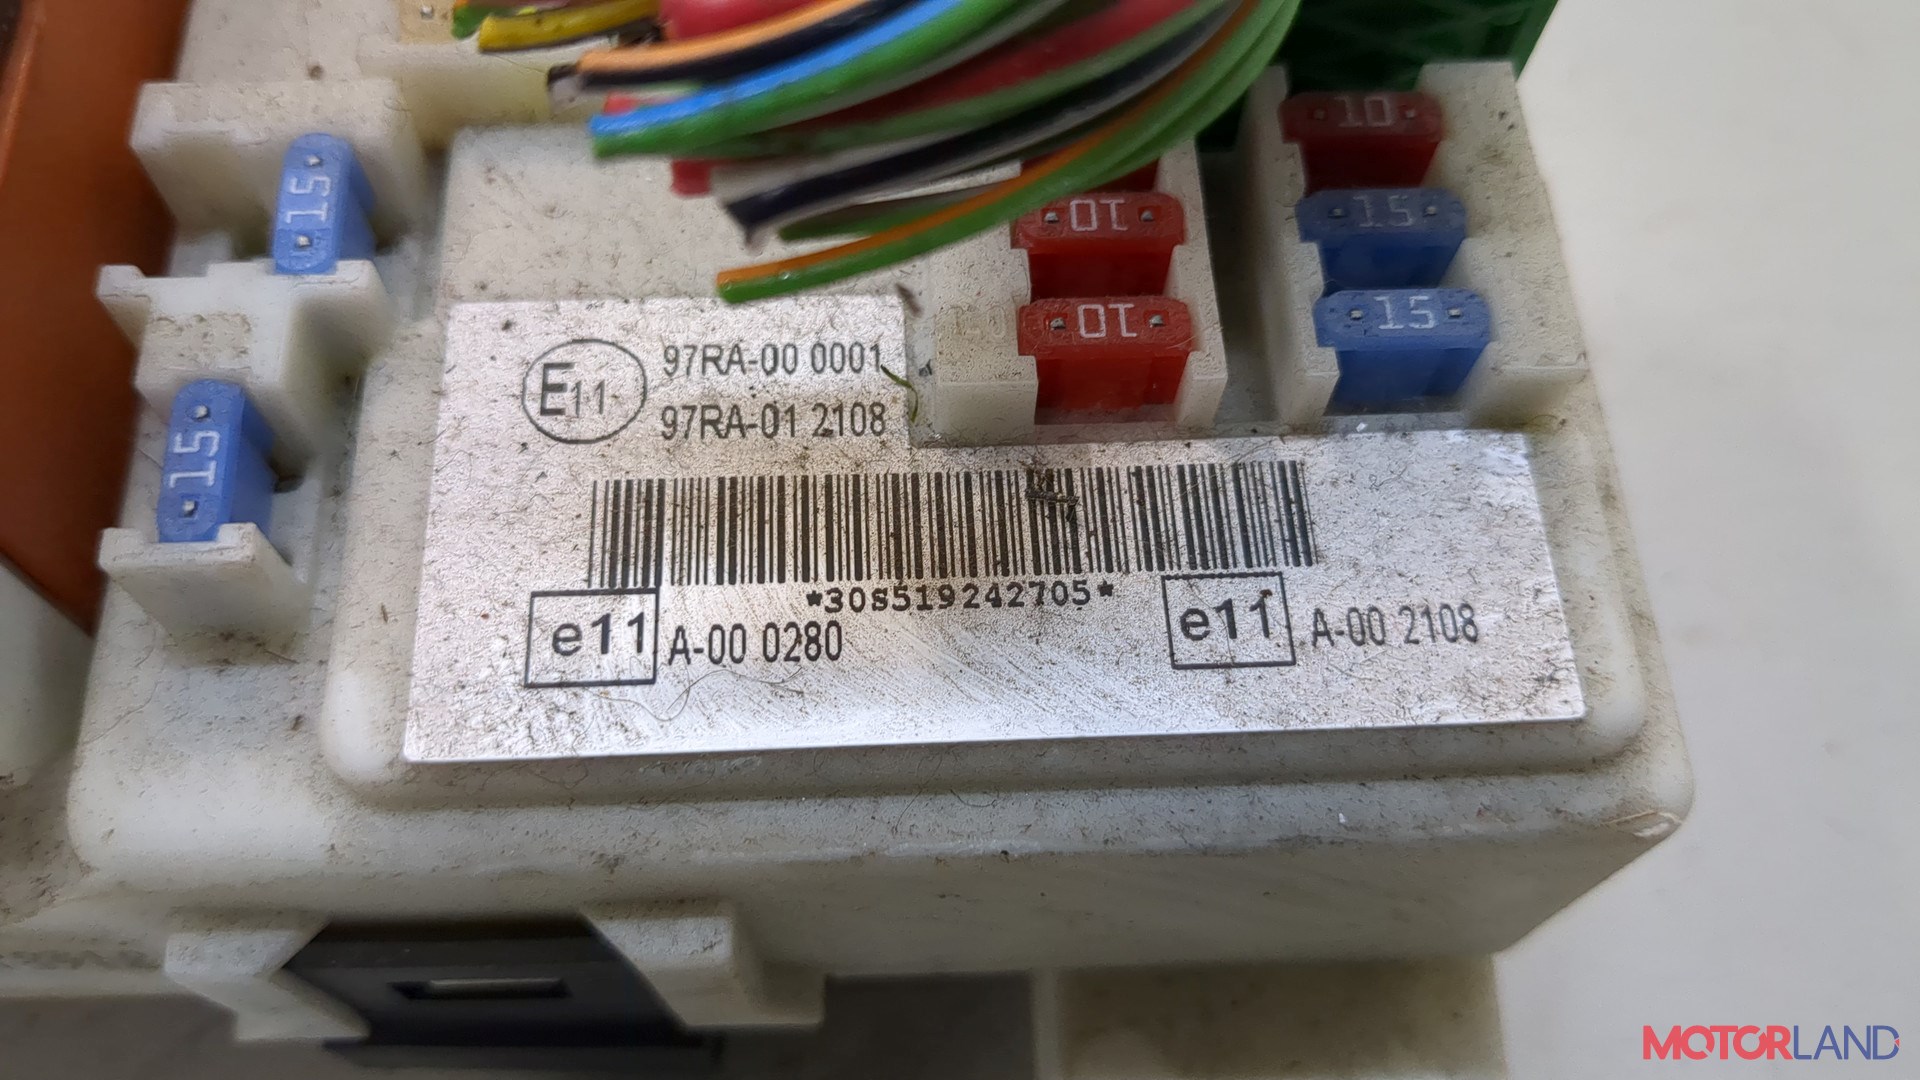 10
15
15
10
10
15
15
E11
97RA-00 0001
97RA-01 2108
*30S519242705*
e11 A-00 0280
e11 A-00 2108
MOTORLAND